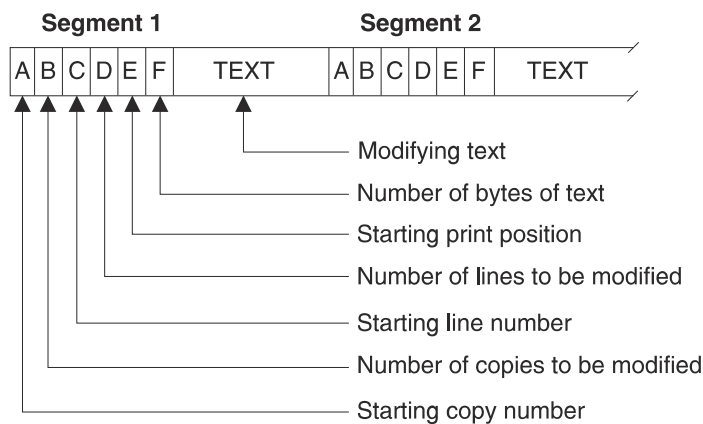 Segment 1 Segment 2
A B C D E F TEXT A B C D E F TEXT
Modifying text
Number of bytes of text
Starting print position
Number of lines to be modified
Starting line number
Number of copies to be modified
Starting copy number